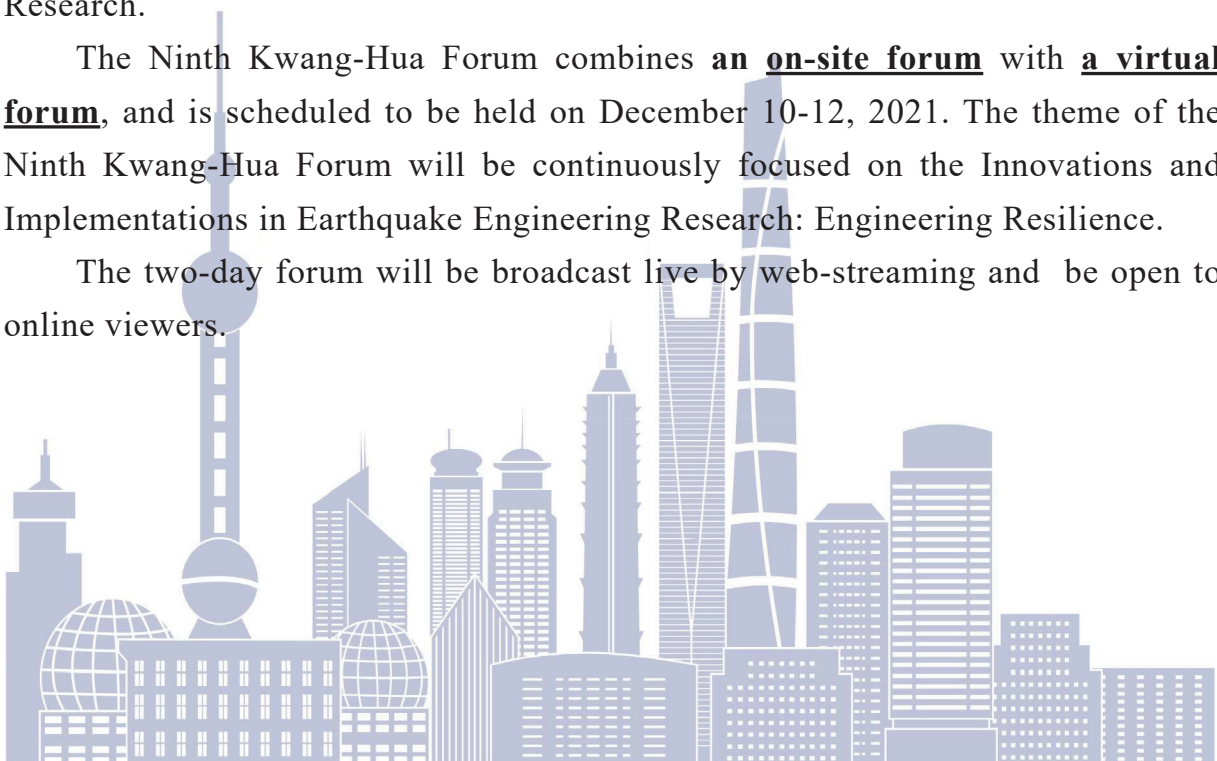 Research.
The Ninth Kwang-Hua Forum combines an on-site forum with a virtual
forum, and is scheduled to be held on December 10-12, 2021. The theme of the
Ninth Kwang-Hua Forum will be continuously focused on the Innovations and
Implementations in Earthquake Engineering Research: Engineering Resilience.
The two-day forum will be broadcast live by web-streaming and be open to
online viewers.